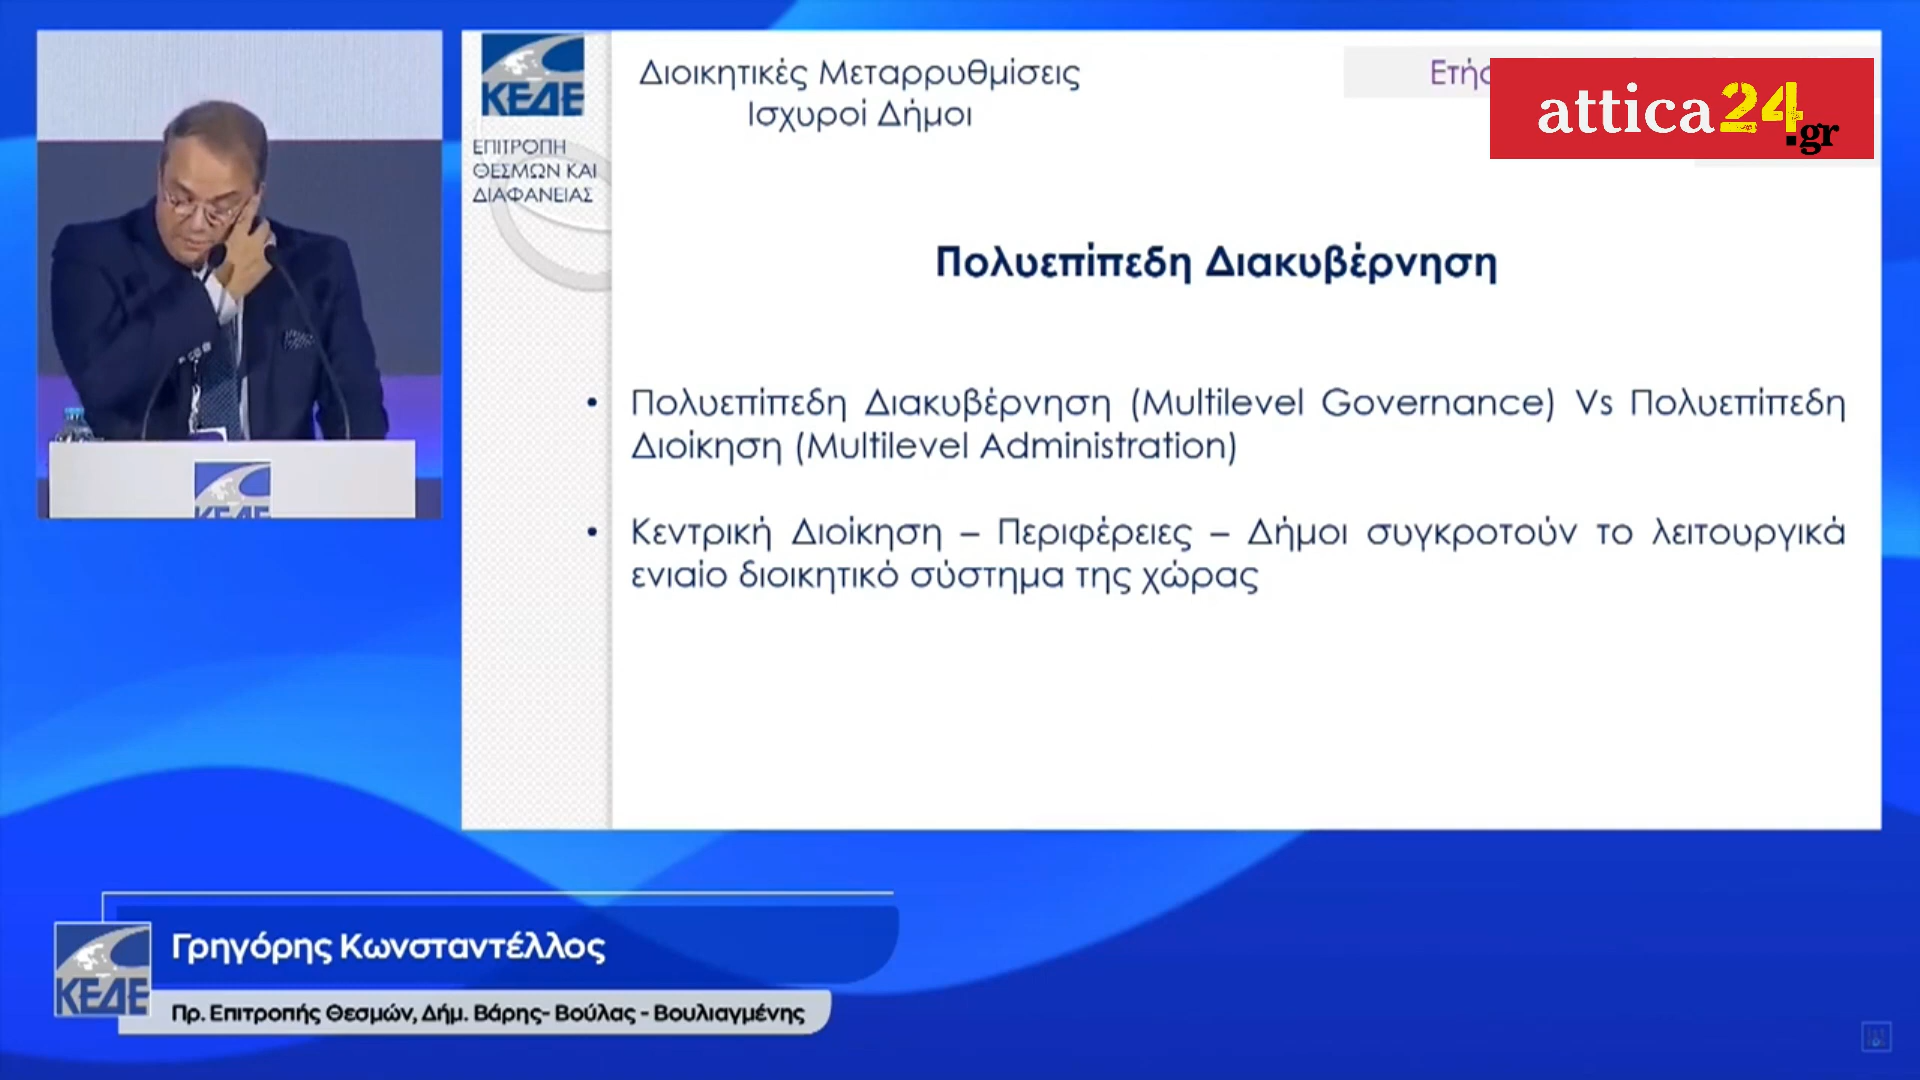 ΚΕΔΕ
ΕΠΙΤΡΟΠΗ
ΘΕΣΜΩΝ ΚΑΙ
ΔΙΑΦΑΝΕΙΑΣ
Διοικητικές Μεταρρυθμίσεις
Ισχυροί Δήμοι
attica24.gr
Πολυεπίπεδη Διακυβέρνηση
• Πολυεπίπεδη Διακυβέρνηση (Multilevel Governance) Vs Πολυεπίπεδη
Διοίκηση (Multilevel Administration)
• Κεντρική Διοίκηση – Περιφέρειες – Δήμοι συγκροτούν το λειτουργικά
ενιαίο διοικητικό σύστημα της χώρας
ΚΕΔΕ
ΚΕΔΕ
Γρηγόρης Κωνσταντέλλος
Πρ. Επιτροπής Θεσμών, Δήμ. Βάρης- Βούλας - Βουλιαγμένης